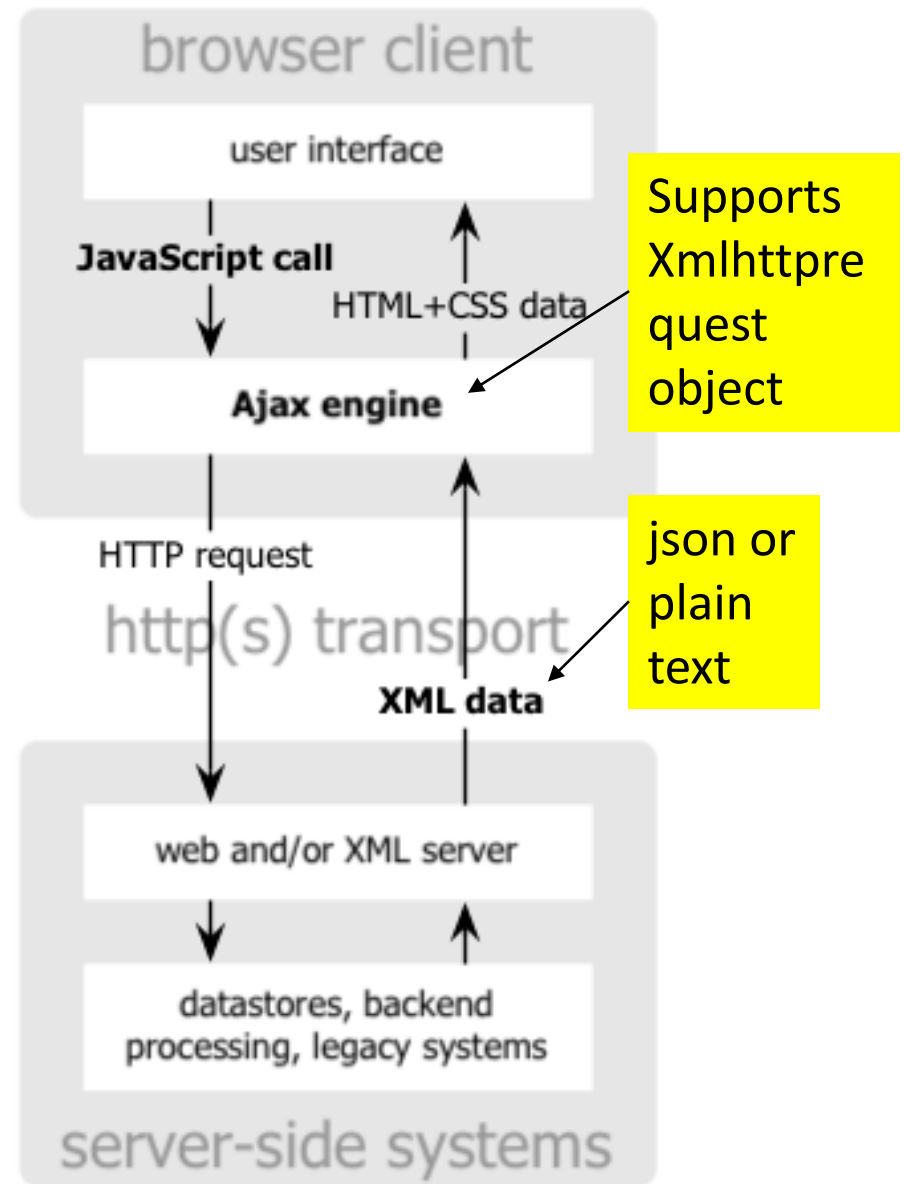 browser client
user interface
JavaScript call
HTML+CSS data
Ajax engine
Supports
Xmlhttpre
quest
object
HTTP request
http(s) transport
XML data
json or
plain
text
web and/or XML server
datastores, backend
processing, legacy systems
server-side systems